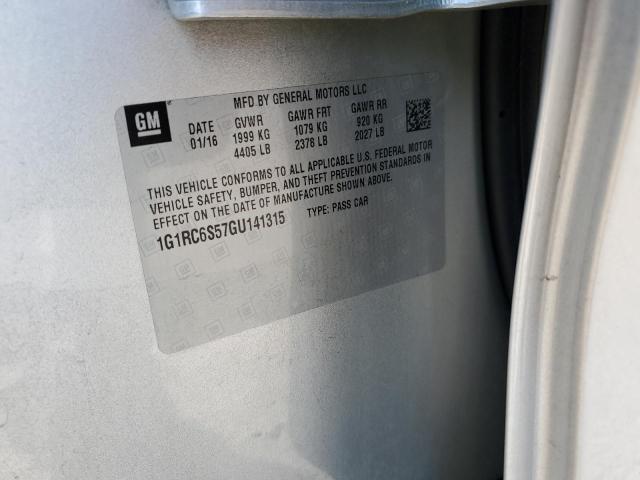 GM
MFD BY GENERAL MOTORS LLC
DATE GVWR GAWR FRT GAWR RR
01/16 1999 KG 1079 KG 920 KG
4405 LB 2378 LB 2027 LB
THIS VEHICLE CONFORMS TO ALL APPLICABLE U.S. FEDERAL MOTOR
VEHICLE SAFETY, BUMPER, AND THEFT PREVENTION STANDARDS IN
EFFECT ON THE DATE OF MANUFACTURE SHOWN ABOVE.
1G1RC6S57GU141315 TYPE: PASS CAR